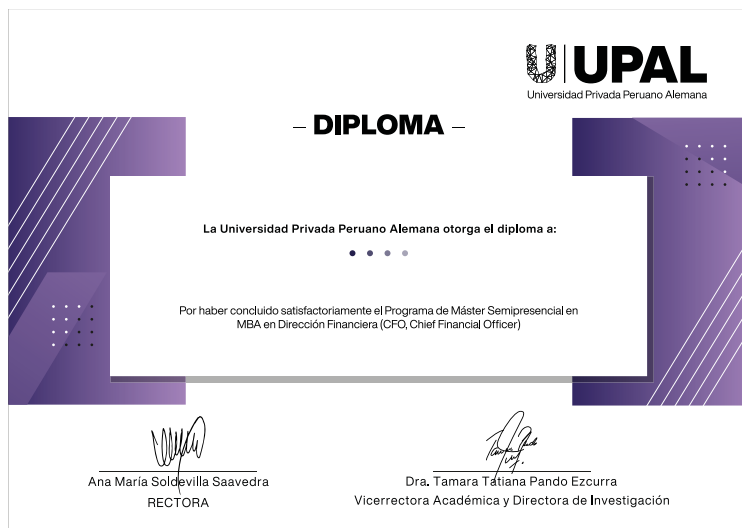 UPAL
Universidad Privada Peruano Alemana
– DIPLOMA –
La Universidad Privada Peruano Alemana otorga el diploma a:
Por haber concluido satisfactoriamente el Programa de Máster Semipresencial en
MBA en Dirección Financiera (CFO, Chief Financial Officer)
Ana María Soldevilla Saavedra
RECTORA
Dra. Tamara Tatiana Pando Ezcurra
Vicerrectora Académica y Directora de Investigación